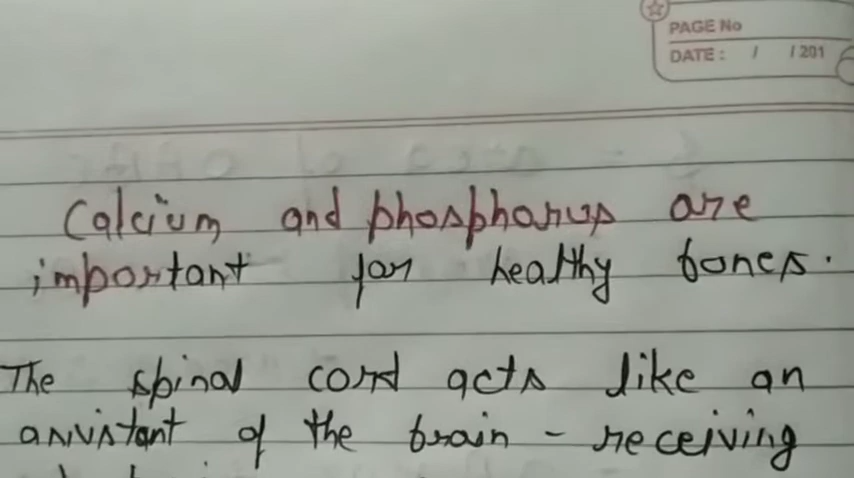 PAGE No
DATE : / / 201
Calcium and phosphorus are
important for healthy bones.
The spinal cord acts like an
assistant of the brain - receiving